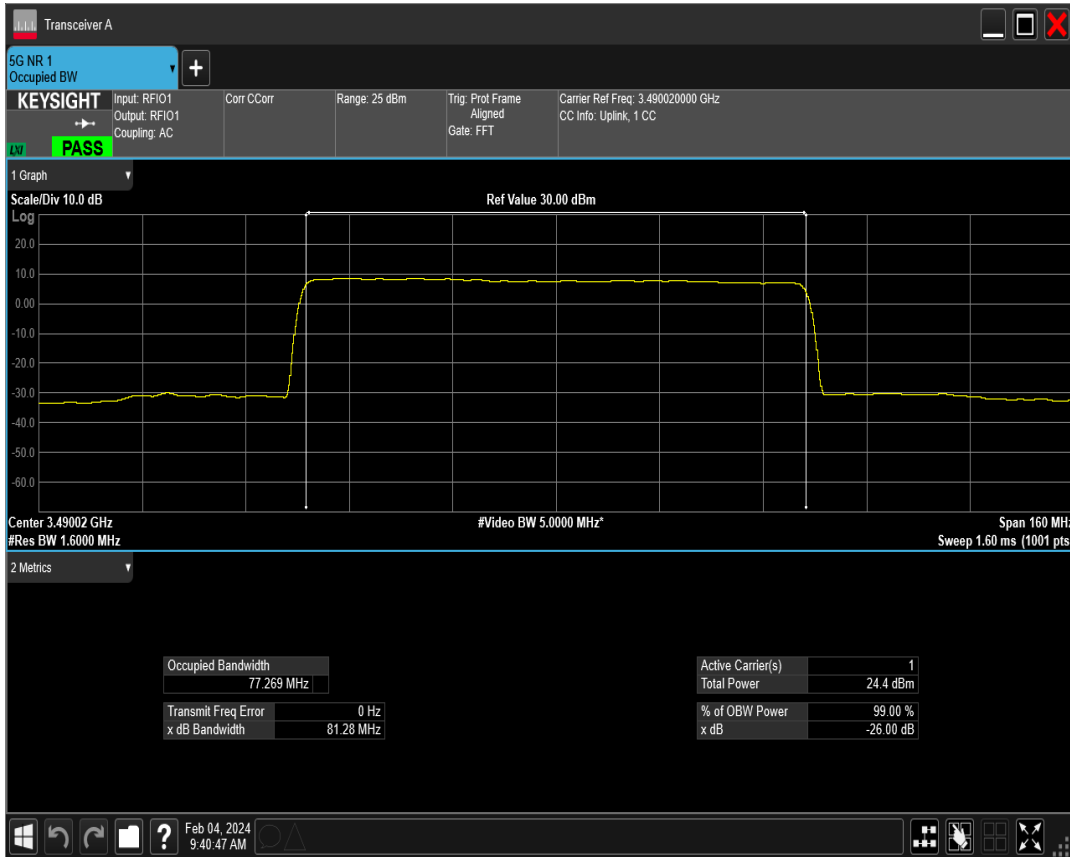 Transceiver A
5G NR 1
Occupied BW
KEYSIGHT
LXI
PASS
Input: RFIO1
Output: RFIO1
Coupling: AC
Corr CCorr
Range: 25 dBm
Trig: Prot Frame
Aligned
Gate: FFT
Carrier Ref Freq: 3.490020000 GHz
CC Info: Uplink, 1 CC
1 Graph
Scale/Div 10.0 dB
Ref Value 30.00 dBm
Log
20.0
10.0
0.00
-10.0
-20.0
-30.0
-40.0
-50.0
-60.0
Center 3.49002 GHz
#Video BW 5.0000 MHz*
Span 160 MHz
#Res BW 1.6000 MHz
Sweep 1.60 ms (1001 pts
2 Metrics
Occupied Bandwidth
77.269 MHz
Transmit Freq Error 0 Hz
x dB Bandwidth 81.28 MHz
Active Carrier(s) 1
Total Power 24.4 dBm
% of OBW Power 99.00 %
x dB -26.00 dB
Feb 04, 2024
9:40:47 AM